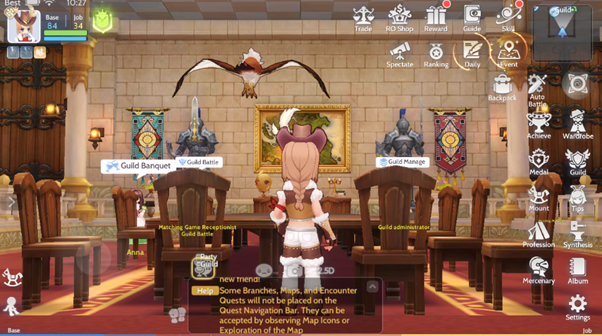 Best
10:27
Base Job
84 34
Trade RO Shop Reward Guide Skill
Guild
Spectate Ranking Daily Event
Backpack
Auto
Battle
Achieve Wardrobe
Guild Banquet
Guild Battle
Guild Manage
Medal Guild
Mount Tips
Matching Game Receptionist
Guild Battle
Guild administrator
Anna
Profession Synthesis
Party
Guild
2.5D
new friend!
Help Some Branches, Maps, and Encounter
Quests will not be placed on the
Quest Navigation Bar. They can be
accepted by observing Map Icons or
Exploration of the Map
Mercenary Album
Settings
Base
Job